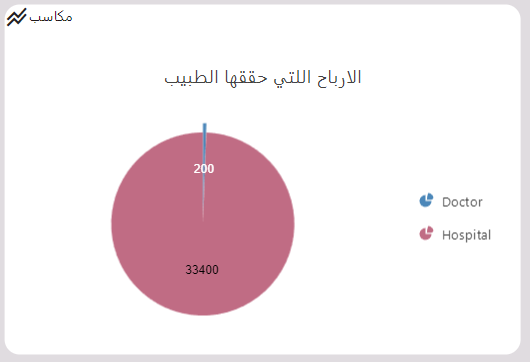 مكاسب
الارباح اللتي حققها الطبيب
200
33400
Doctor
Hospital